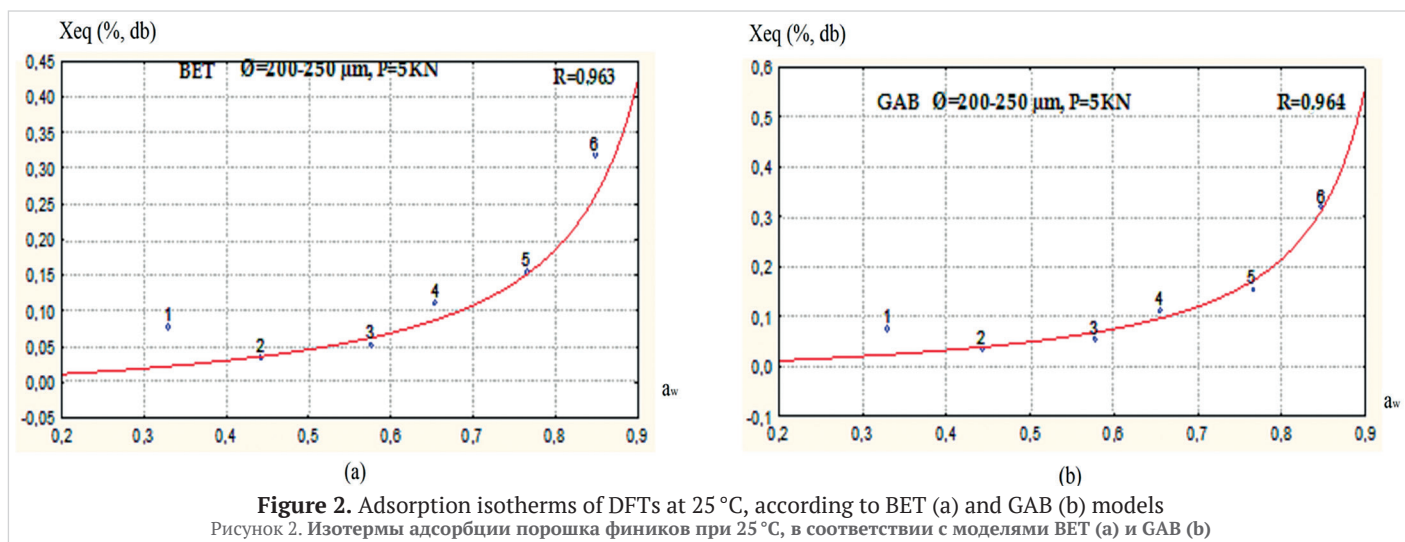 Xeq (%, db)
BET Ø=200-250 µm, P=5KN
R=0,963
0,45
0,40
0,35
0,30
0,25
0,20
0,15
0,10
0,05
0,00
-0,05
1
2
3
4
5
6
0,2 0,3 0,4 0,5 0,6 0,7 0,8 0,9
aw
(a)
Xeq (%, db)
GAB Ø=200-250 µm, P=5KN
R=0.964
0,6
0,5
0,4
0,3
0,2
0,1
0,0
-0,1
1
2
3
4
5
6
0,2 0,3 0,4 0,5 0,6 0,7 0,8 0,9
aw
(b)
Figure 2. Adsorption isotherms of DFTs at 25 °C, according to BET (a) and GAB (b) models
Рисунок 2. Изотермы адсорбции порошка фиников при 25 °C, в соответствии с моделями BET (a) и GAB (b)